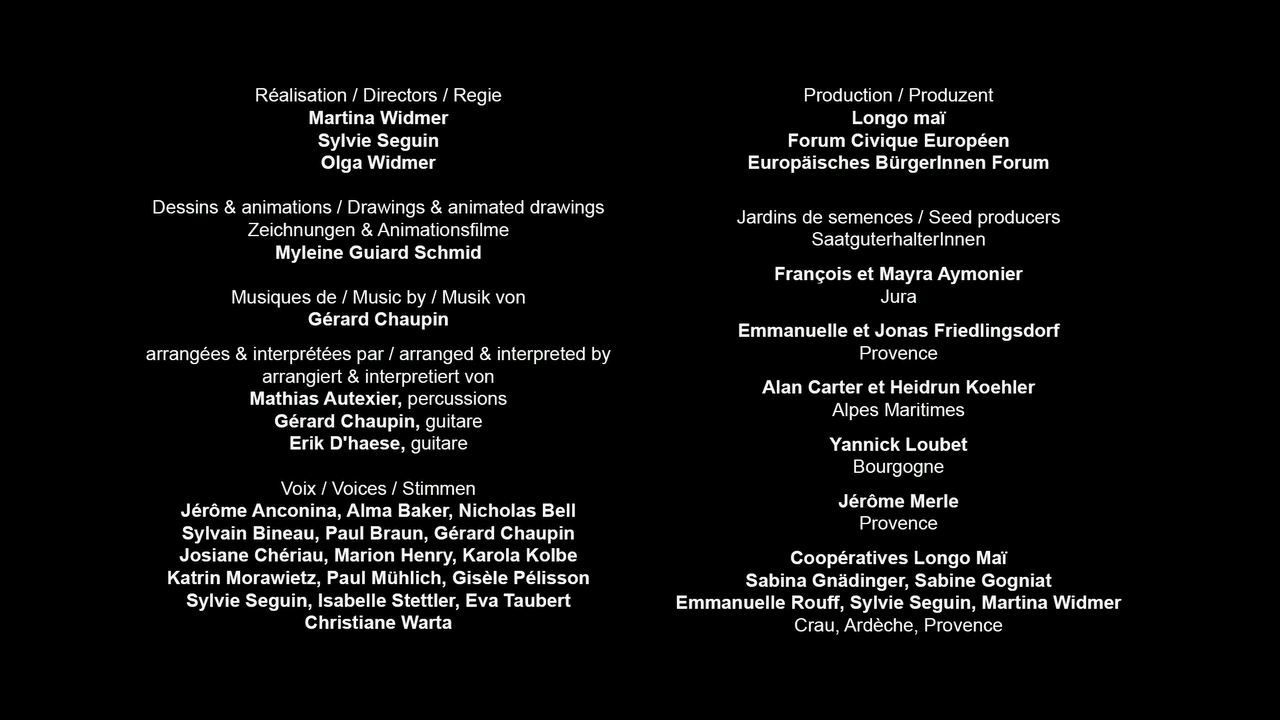 Réalisation / Directors / Regie
Martina Widmer
Sylvie Seguin
Olga Widmer
Dessins & animations / Drawings & animated drawings
Zeichnungen & Animationsfilme
Myleine Guiard Schmid
Musiques de / Music by / Musik von
Gérard Chaupin
arrangées & interprétées par / arranged & interpreted by
arrangiert & interpretiert von
Mathias Autexier, percussions
Gérard Chaupin, guitare
Erik D'haese, guitare
Voix / Voices / Stimmen
Jérôme Anconina, Alma Baker, Nicholas Bell
Sylvain Bineau, Paul Braun, Gérard Chaupin
Josiane Chériau, Marion Henry, Karola Kolbe
Katrin Morawietz, Paul Mühlich, Gisèle Pélisson
Sylvie Seguin, Isabelle Stettler, Eva Taubert
Christiane Warta
Production / Produzent
Longo maï
Forum Civique Européen
Europäisches BürgerInnen Forum
Jardins de semences / Seed producers
SaatguterhalterInnen
François et Mayra Aymonier
Jura
Emmanuelle et Jonas Friedlingsdorf
Provence
Alan Carter et Heidrun Koehler
Alpes Maritimes
Yannick Loubet
Bourgogne
Jérôme Merle
Provence
Coopératives Longo Maï
Sabina Gnädinger, Sabine Gogniat
Emmanuelle Rouff, Sylvie Seguin, Martina Widmer
Crau, Ardèche, Provence